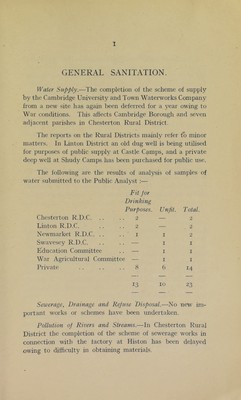 1
GENERAL SANITATION.
Water Supply.—The completion of the scheme of supply
by the Cambridge University and Town Waterworks Company
from a new site has again been deferred for a year owing to
War conditions. This affects Cambridge Borough and seven
adjacent parishes in Chesterton Rural District.
The reports on the Rural Districts mainly refer to minor
matters. In Linton District an old dug well is being utilised
for purposes of public supply at Castle Camps, and a private
deep well at Shudy Camps has been purchased for public use.
The following are the results of analysis of samples of
water submitted to the Public Analyst :—
Fit for
Drinking
Purposes. Unfit. Total.
Chesterton R.D.C. .. .. 2 — 2
Linton R.D.C. .. .. 2 — 2
Newmarket R.D.C. .. .. 1 1 2
Swavesey R.D.C. .. .. — 1 1
Education Committee .. — 1 1
War Agricultural Committee — 1 1
Private .. .. .. 8 6 14
— — —
13 10 23
— — —
Sewerage, Drainage and Refuse Disposal.—No new im-
portant works or schemes have been undertaken.
Pollution of Rivers and Streams.—In Chesterton Rural
District the completion of the scheme of sewerage works in
connection with the factory at Histon has been delayed
owing to difficulty in obtaining materials.